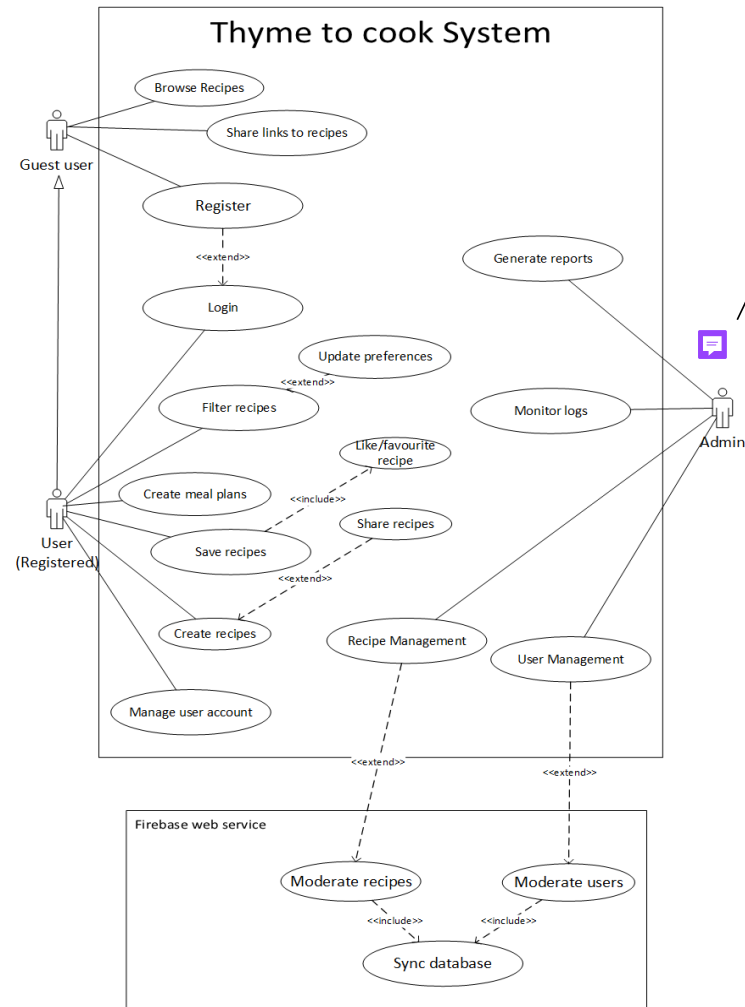 Thyme to cook System
Browse Recipes
Share links to recipes
Guest user
Register
<<extend>>
Generate reports
Login
Update preferences
<<extend>>
Filter recipes
Monitor logs
Admin
Like/favourite
recipe
Create meal plans
<<include>>
Share recipes
User
(Registered)
Save recipes
<<extend>>
Create recipes
Recipe Management
User Management
Manage user account
<<extend>>
<<extend>>
Firebase web service
Moderate recipes
Moderate users
<<include>>
<<include>>
Sync database